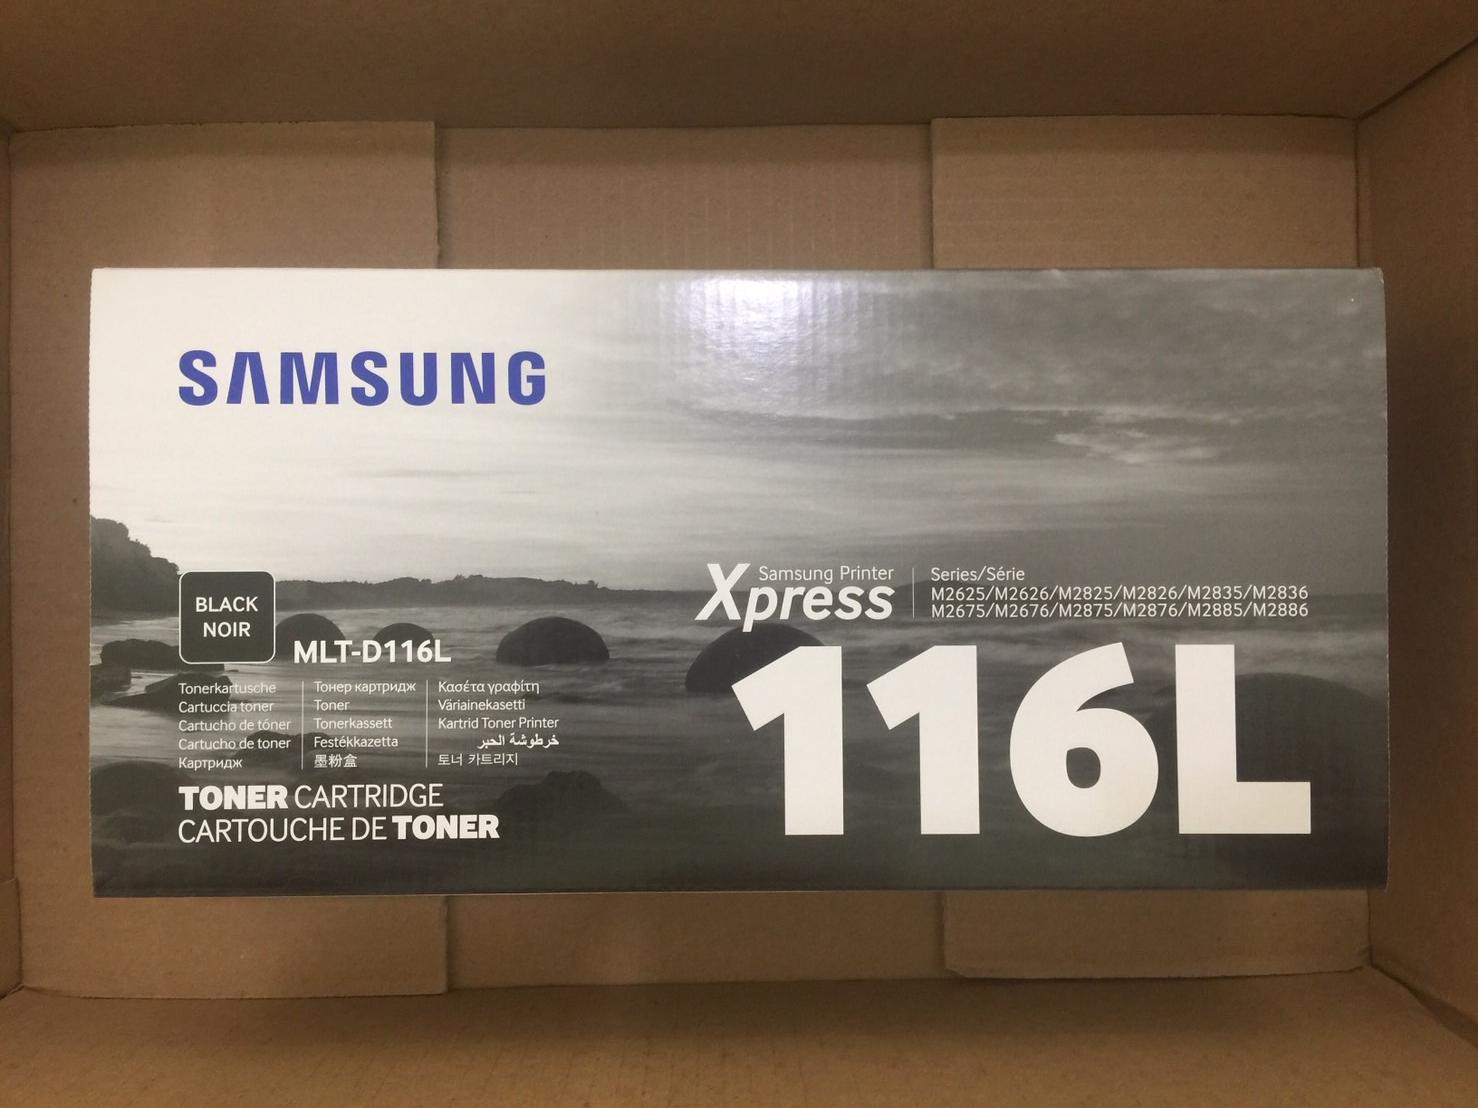 SAMSUNG
BLACK
NOIR
MLT-D116L
Tonerkartusche
Cartuccia toner
Cartucho de tóner
Cartucho de toner
Картридж
Тонер картридж
Toner
Tonerkassett
Festékkazetta
墨粉盒
Κασέτα γραφίτη
Väriainekasetti
Kartrid Toner Printer
خرطوشة الحبر
토너 카트리지
TONER CARTRIDGE
CARTOUCHE DE TONER
Samsung Printer
Xpress
Series/Série
M2625/M2626/M2825/M2826/M2835/M2836
M2675/M2676/M2875/M2876/M2885/M2886
116L